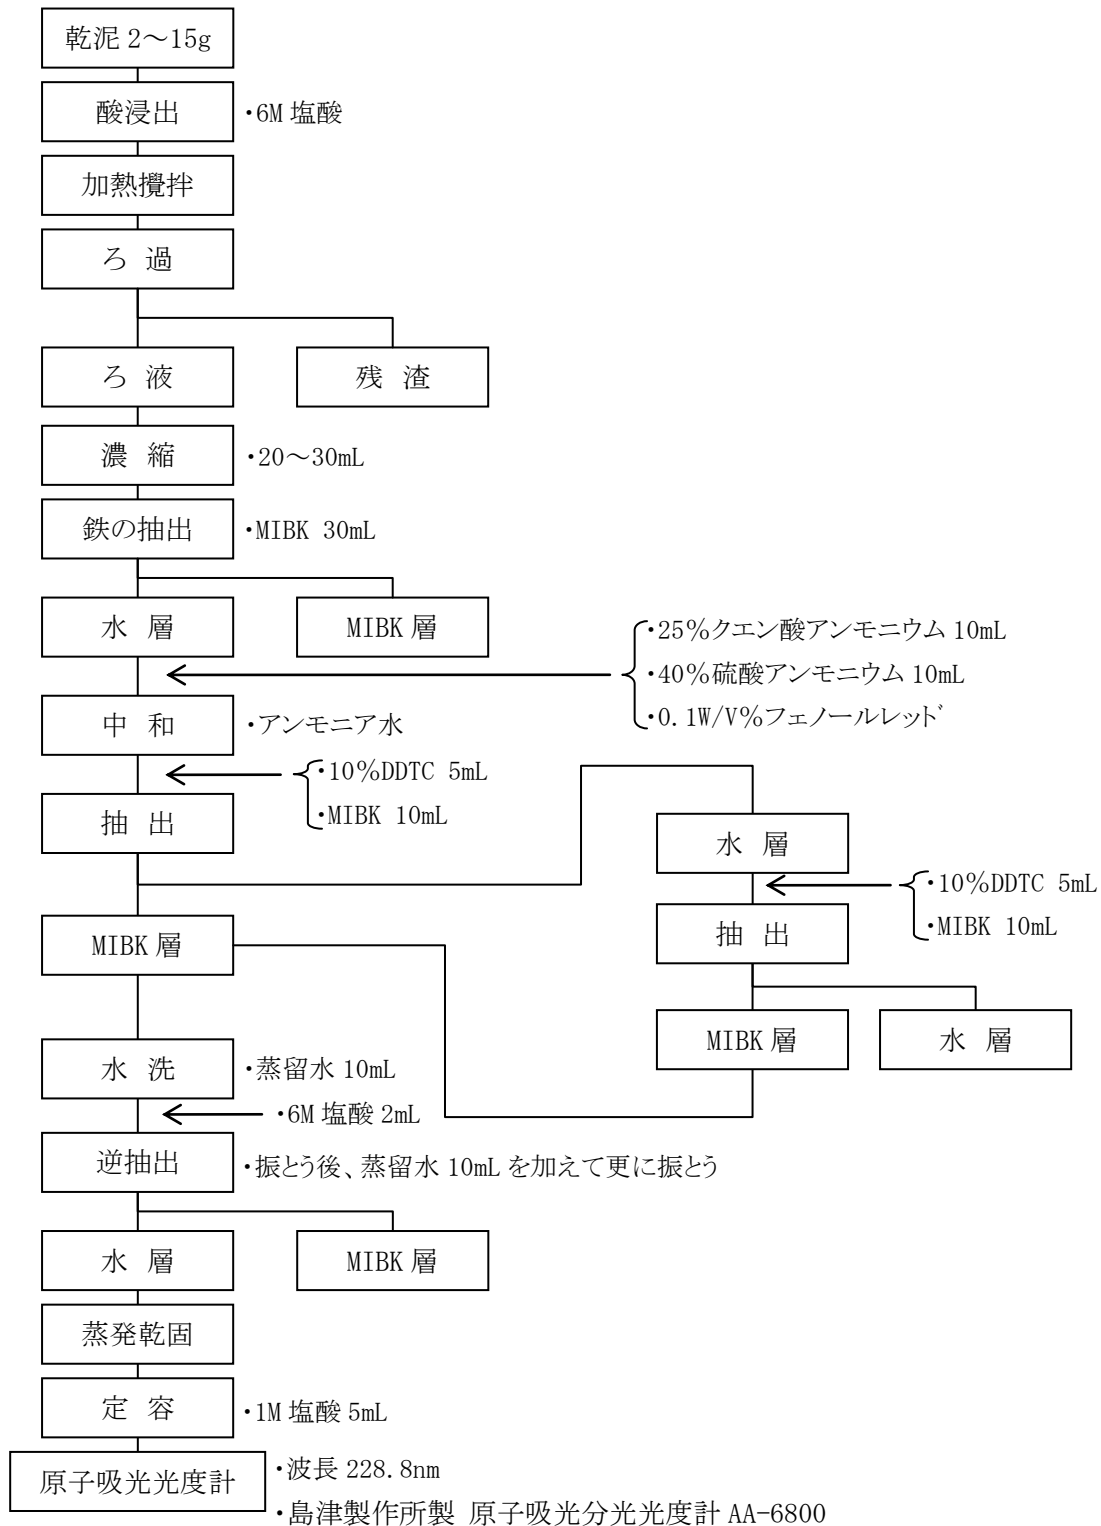 乾泥 2～15g
酸浸出 ・6M 塩酸
加熱攪拌
ろ 過
ろ 液 残 渣
濃 縮 ・20～30mL
鉄の抽出 ・MIBK 30mL
水 層 MIBK 層
・25％クエン酸アンモニウム 10mL
・40％硫酸アンモニウム 10mL
・0.1W/V％フェノールレッド
中 和 ・アンモニア水
・10％DDTC 5mL
・MIBK 10mL
抽 出
水 層
・10％DDTC 5mL
・MIBK 10mL
抽 出
MIBK 層
MIBK 層 水 層
水 洗 ・蒸留水 10mL
・6M 塩酸 2mL
逆抽出 ・振とう後、蒸留水 10mL を加えて更に振とう
水 層 MIBK 層
蒸発乾固
定 容 ・1M 塩酸 5mL
原子吸光光度計 ・波長 228.8nm
・島津製作所製 原子吸光分光光度計 AA-6800